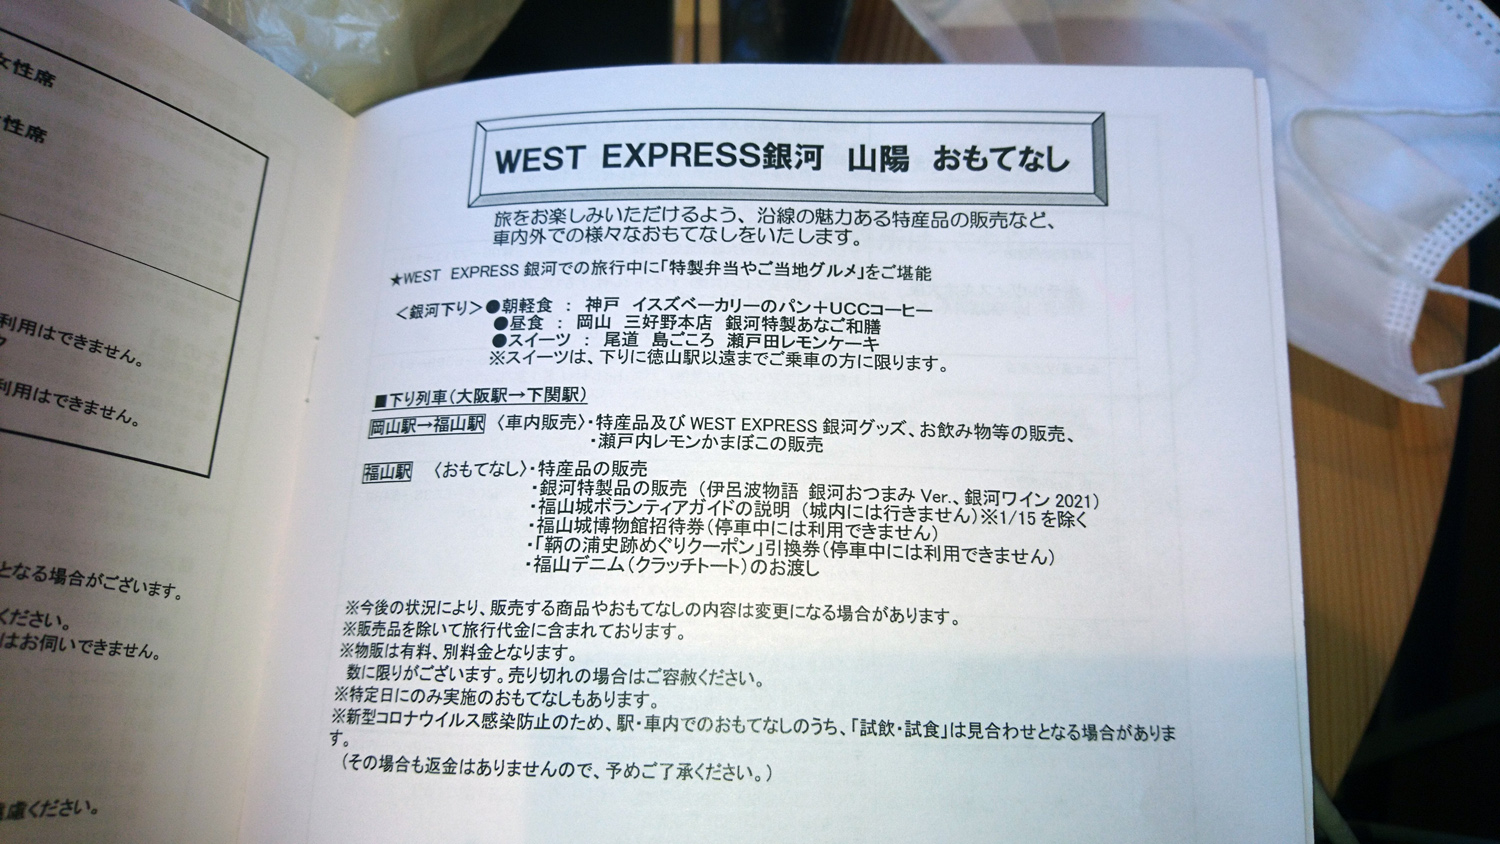 女性席
性席
利用はできません。
ク
利用はできません。
となる場合がございます。
ください。
はお伺いできません。
慮ください。
WEST EXPRESS銀河 山陽 おもてなし
旅をお楽しみいただけるよう、沿線の魅力ある特産品の販売など、
車内外での様々なおもてなしをいたします。
★WEST EXPRESS 銀河での旅行中に「特製弁当やご当地グルメ」をご堪能
＜銀河下り＞●朝軽食 ： 神戸 イスズベーカリーのパン＋UCCコーヒー
●昼食 ： 岡山 三好野本店 銀河特製あなご和膳
●スイーツ ： 尾道 島ごころ 瀬戸田レモンケーキ
※スイーツは、下りに徳山駅以遠までご乗車の方に限ります。
■下り列車（大阪駅→下関駅）
岡山駅→福山駅 〈車内販売〉・特産品及び WEST EXPRESS 銀河グッズ、お飲み物等の販売、
・瀬戸内レモンかまぼこの販売
福山駅 〈おもてなし〉・特産品の販売
・銀河特製品の販売 （伊呂波物語 銀河おつまみ Ver.、銀河ワイン 2021）
・福山城ボランティアガイドの説明 （城内には行きません）※1/15 を除く
・福山城博物館招待券（停車中には利用できません）
・「鞆の浦史跡めぐりクーポン」引換券（停車中には利用できません）
・福山デニム（クラッチトート）のお渡し
※今後の状況により、販売する商品やおもてなしの内容は変更になる場合があります。
※販売品を除いて旅行代金に含まれております。
※物販は有料、別料金となります。
数に限りがございます。売り切れの場合はご容赦ください。
※特定日にのみ実施のおもてなしもあります。
※新型コロナウイルス感染防止のため、駅・車内でのおもてなしのうち、「試飲・試食」は見合わせとなる場合がありま
す。
（その場合も返金はありませんので、予めご了承ください。）